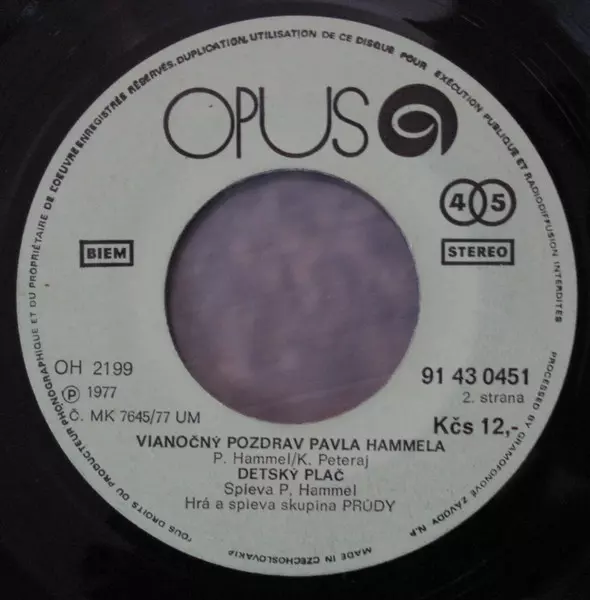 TOUS DROITS DU PRODUCTEUR PHONOGRAPHIQUE ET DU PROPRIÉTAIRE DE L'OEUVRE ENREGISTRÉS RÉSERVÉS. DUPLICATION, UTILISATION DE CE DISQUE POUR EXÉCUTION PUBLIQUE ET RADIODIFFUSION INTERDITES
OPUS
45
BIEM
STEREO
OH 2199
91 43 0451
Ⓟ 1977
2. strana
Č. MK 7645/77 UM
Kčs 12,-
VIANOČNÝ POZDRAV PAVLA HAMMELA
P. Hammel/K. Peteraj
DETSKÝ PLAČ
Spieva P. Hammel
Hrá a spieva skupina PRÚDY
MADE IN CZECHOSLOVAKIA
PROCESSED BY GRAMOFONOVÉ ZÁVODY N.P.